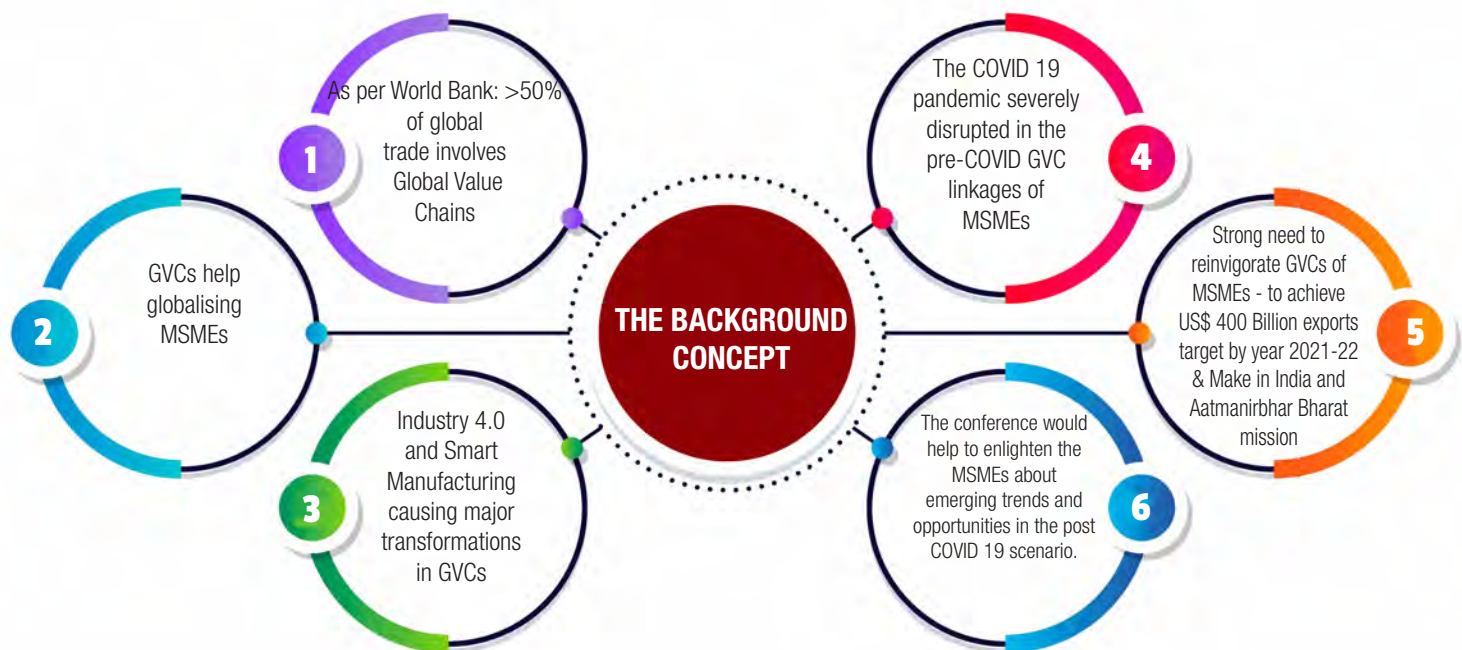 THE BACKGROUND
CONCEPT
1
As per World Bank: >50%
of global
trade involves
Global Value
Chains
2
GVCs help
globalising
MSMEs
3
Industry 4.0
and Smart
Manufacturing
causing major
transformations
in GVCs
4
The COVID 19
pandemic severely
disrupted in the
pre-COVID GVC
linkages of
MSMEs
5
Strong need to
reinvigorate GVCs of
MSMEs - to achieve
US$ 400 Billion exports
target by year 2021-22
& Make in India and
Aatmanirbhar Bharat
mission
6
The conference would
help to enlighten the
MSMEs about
emerging trends and
opportunities in the post
COVID 19 scenario.